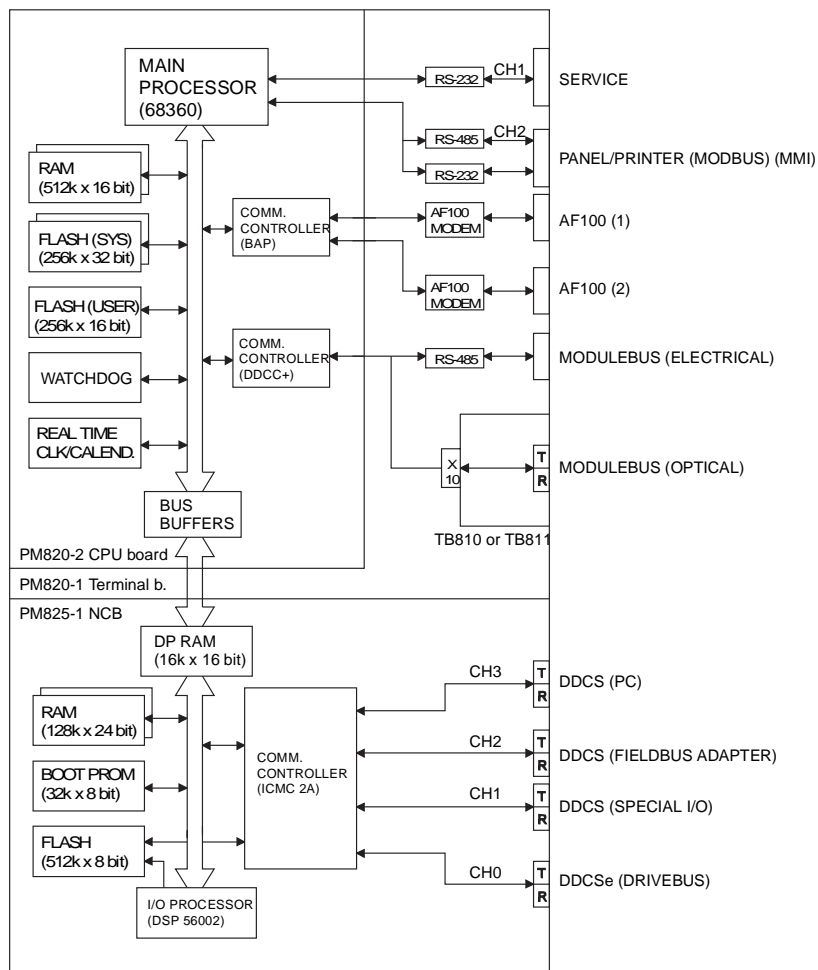 MAIN
PROCESSOR
(68360)
RS-232
CH1
SERVICE
RS-485
CH2
RS-232
PANEL/PRINTER (MODBUS) (MMI)
RAM
(512k x 16 bit)
COMM.
CONTROLLER
(BAP)
AF100
MODEM
AF100 (1)
FLASH (SYS)
(256k x 32 bit)
AF100
MODEM
AF100 (2)
FLASH (USER)
(256k x 16 bit)
COMM.
CONTROLLER
(DDCC+)
RS-485
MODULEBUS (ELECTRICAL)
WATCHDOG
REAL TIME
CLK/CALEND.
X
10
T
R
MODULEBUS (OPTICAL)
BUS
BUFFERS
TB810 or TB811
PM820-2 CPU board
PM820-1 Terminal b.
PM825-1 NCB
DP RAM
(16k x 16 bit)
CH3
T
R
DDCS (PC)
RAM
(128k x 24 bit)
CH2
T
R
DDCS (FIELDBUS ADAPTER)
COMM.
CONTROLLER
(ICMC 2A)
BOOT PROM
(32k x 8 bit)
CH1
T
R
DDCS (SPECIAL I/O)
FLASH
(512k x 8 bit)
CH0
T
R
DDCSe (DRIVEBUS)
I/O PROCESSOR
(DSP 56002)